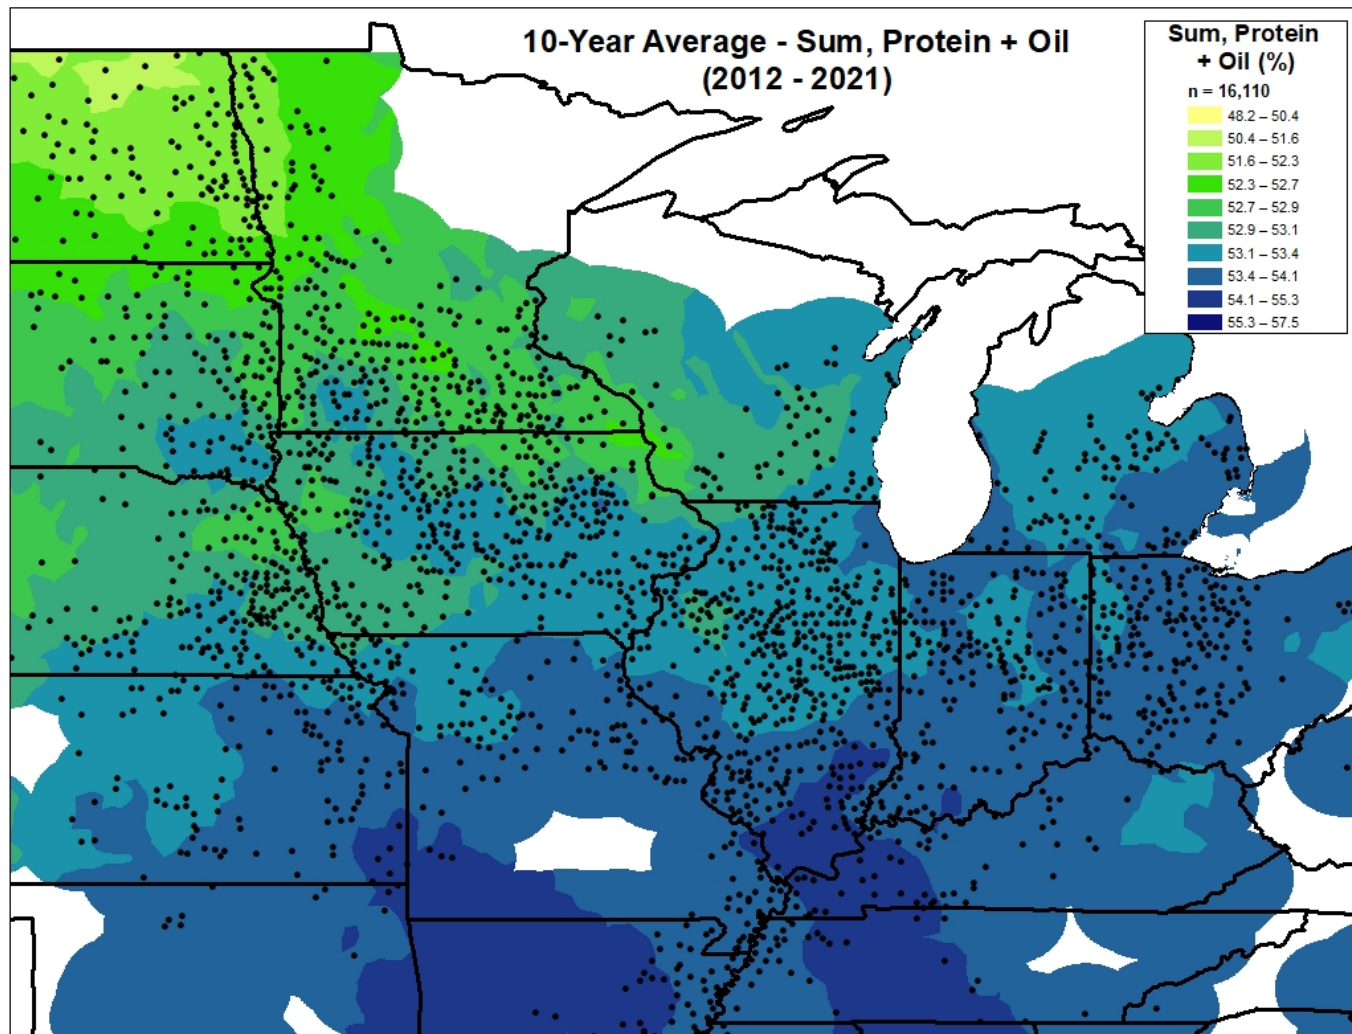 10-Year Average - Sum, Protein + Oil
(2012 - 2021)
Sum, Protein
+ Oil (%)
n = 16,110
48.2 – 50.4
50.4 – 51.6
51.6 – 52.3
52.3 – 52.7
52.7 – 52.9
52.9 – 53.1
53.1 – 53.4
53.4 – 54.1
54.1 – 55.3
55.3 – 57.5